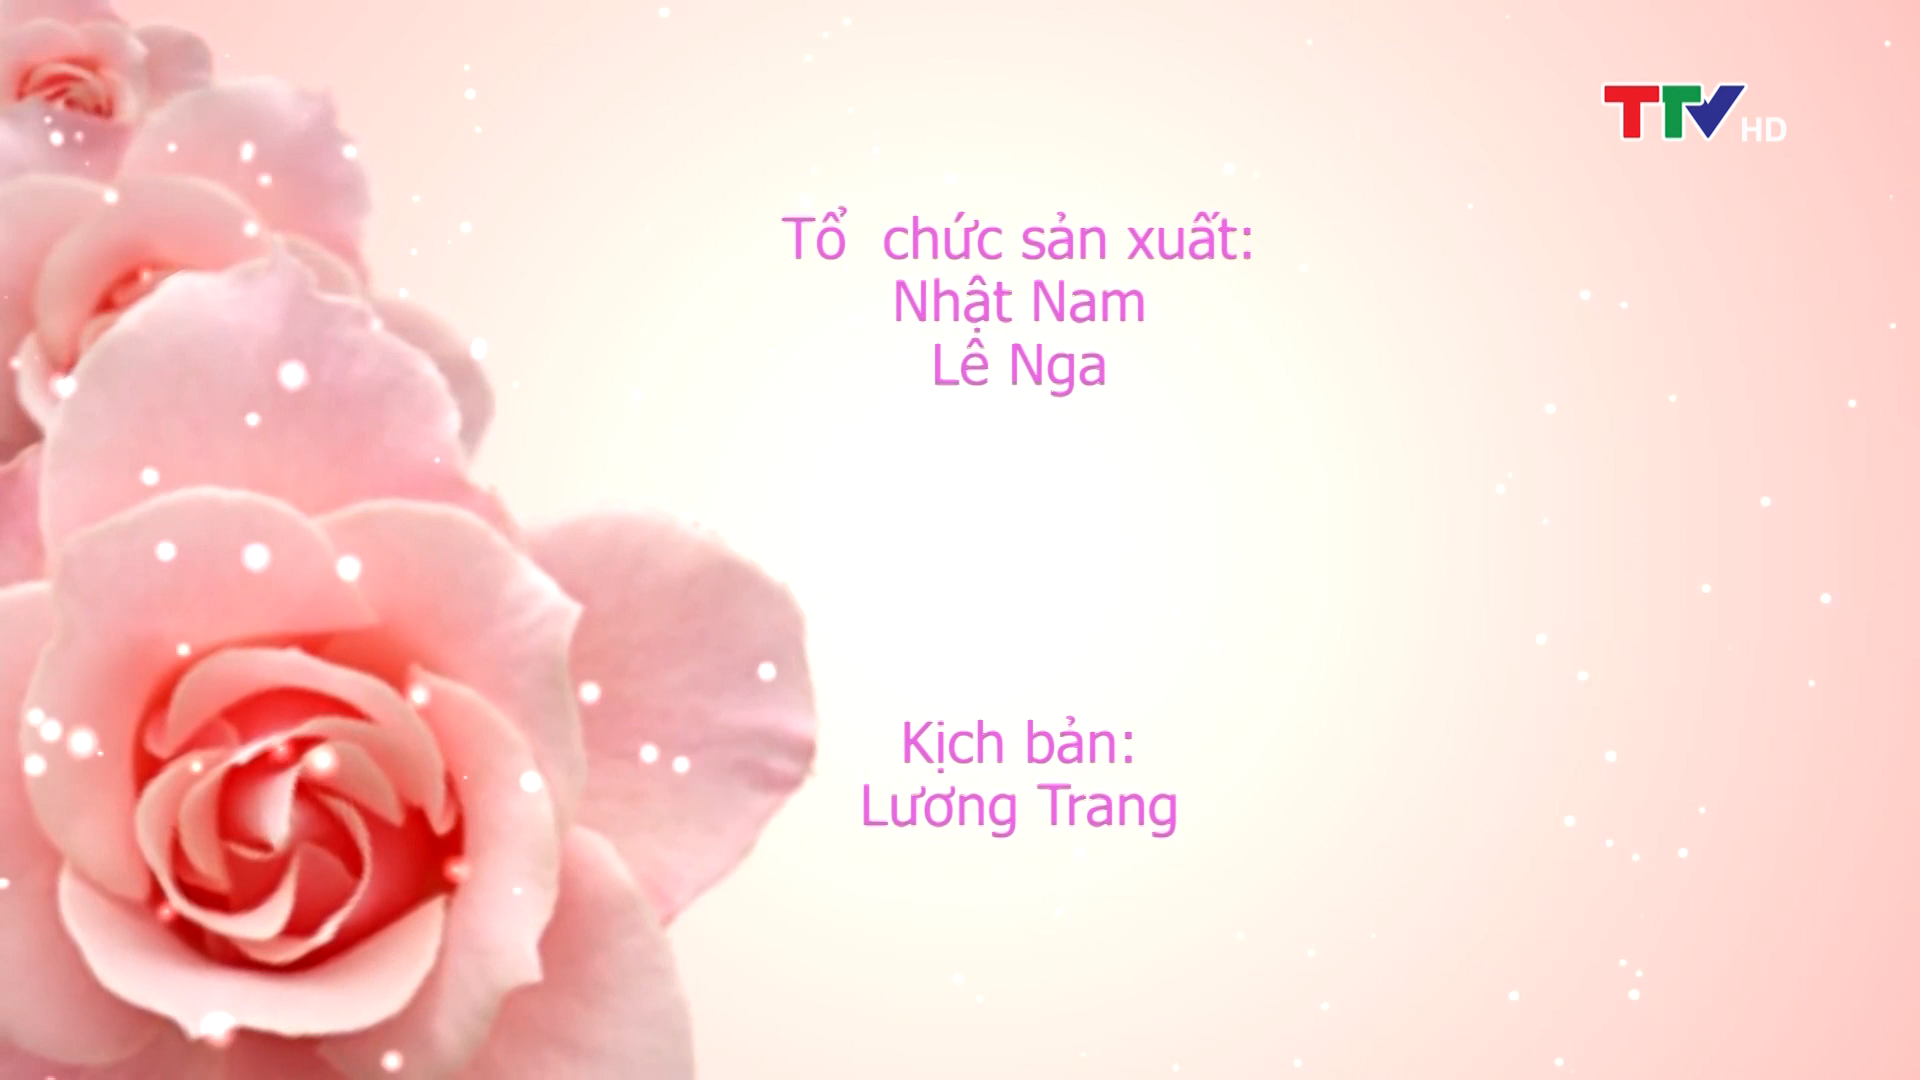 TTV HD
Tổ chức sản xuất:
Nhật Nam
Lê Nga
Kịch bản:
Lương Trang